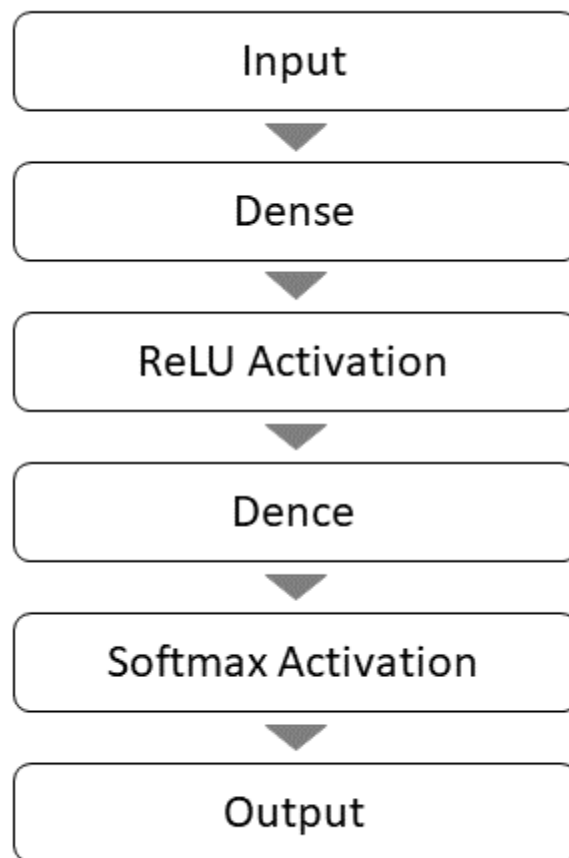 Input
Dense
ReLU Activation
Dence
Softmax Activation
Output